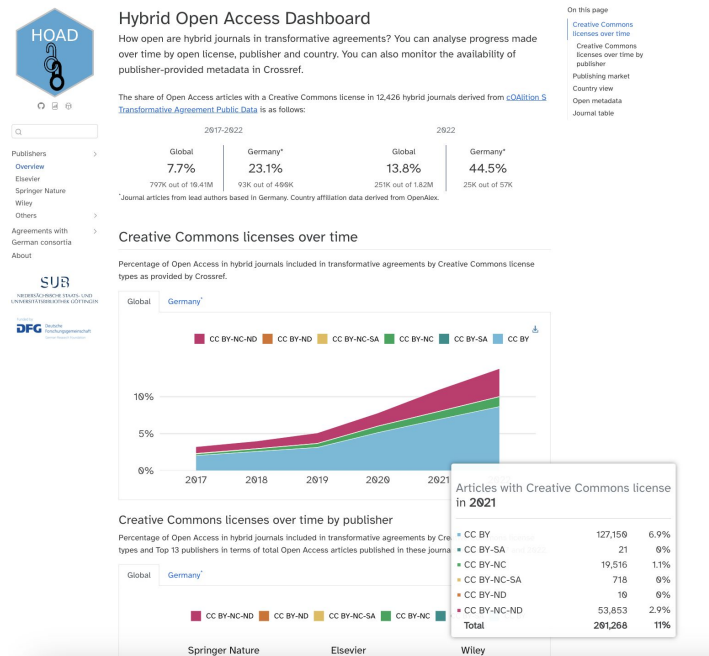 HOAD
Publishers
Overview
Elsevier
Springer Nature
Wiley
Others
Agreements with
German consortia
About
SUB
NIEDERSÄCHSISCHE STAATS- UND
UNIVERSITÄTSBIBLIOTHEK GÖTTINGEN
DFG Deutsche
Forschungsgemeinschaft
Hybrid Open Access Dashboard
How open are hybrid journals in transformative agreements? You can analyse progress made
over time by open license, publisher and country. You can also monitor the availability of
publisher-provided metadata in Crossref.
The share of Open Access articles with a Creative Commons license in 12,426 hybrid journals derived from cOAlition S
Transformative Agreement Public Data is as follows:
2017-2022 2022
Global Germany* Global Germany*
7.7% 23.1% 13.8% 44.5%
797K out of 10.41M 93K out of 400K 251K out of 1.82M 25K out of 57K
*Journal articles from lead authors based in Germany. Country affiliation data derived from OpenAlex.
Creative Commons licenses over time
Percentage of Open Access in hybrid journals included in transformative agreements by Creative Commons license
types as provided by Crossref.
Global Germany*
CC BY-NC-ND CC BY-ND CC BY-NC-SA CC BY-NC CC BY-SA CC BY
10%
5%
0%
2017 2018 2019 2020 2021
Creative Commons licenses over time by publisher
Percentage of Open Access in hybrid journals included in transformative agreements by Cre
types and Top 13 publishers in terms of total Open Access articles published in these journa
Global Germany*
CC BY-NC-ND CC BY-ND CC BY-NC-SA CC BY-NC
Springer Nature Elsevier Wiley
Articles with Creative Commons license
in 2021
CC BY 127,150 6.9%
CC BY-SA 21 0%
CC BY-NC 19,516 1.1%
CC BY-NC-SA 718 0%
CC BY-ND 10 0%
CC BY-NC-ND 53,853 2.9%
Total 201,268 11%
On this page
Creative Commons
licenses over time
Creative Commons
licenses over time by
publisher
Publishing market
Country view
Open metadata
Journal table